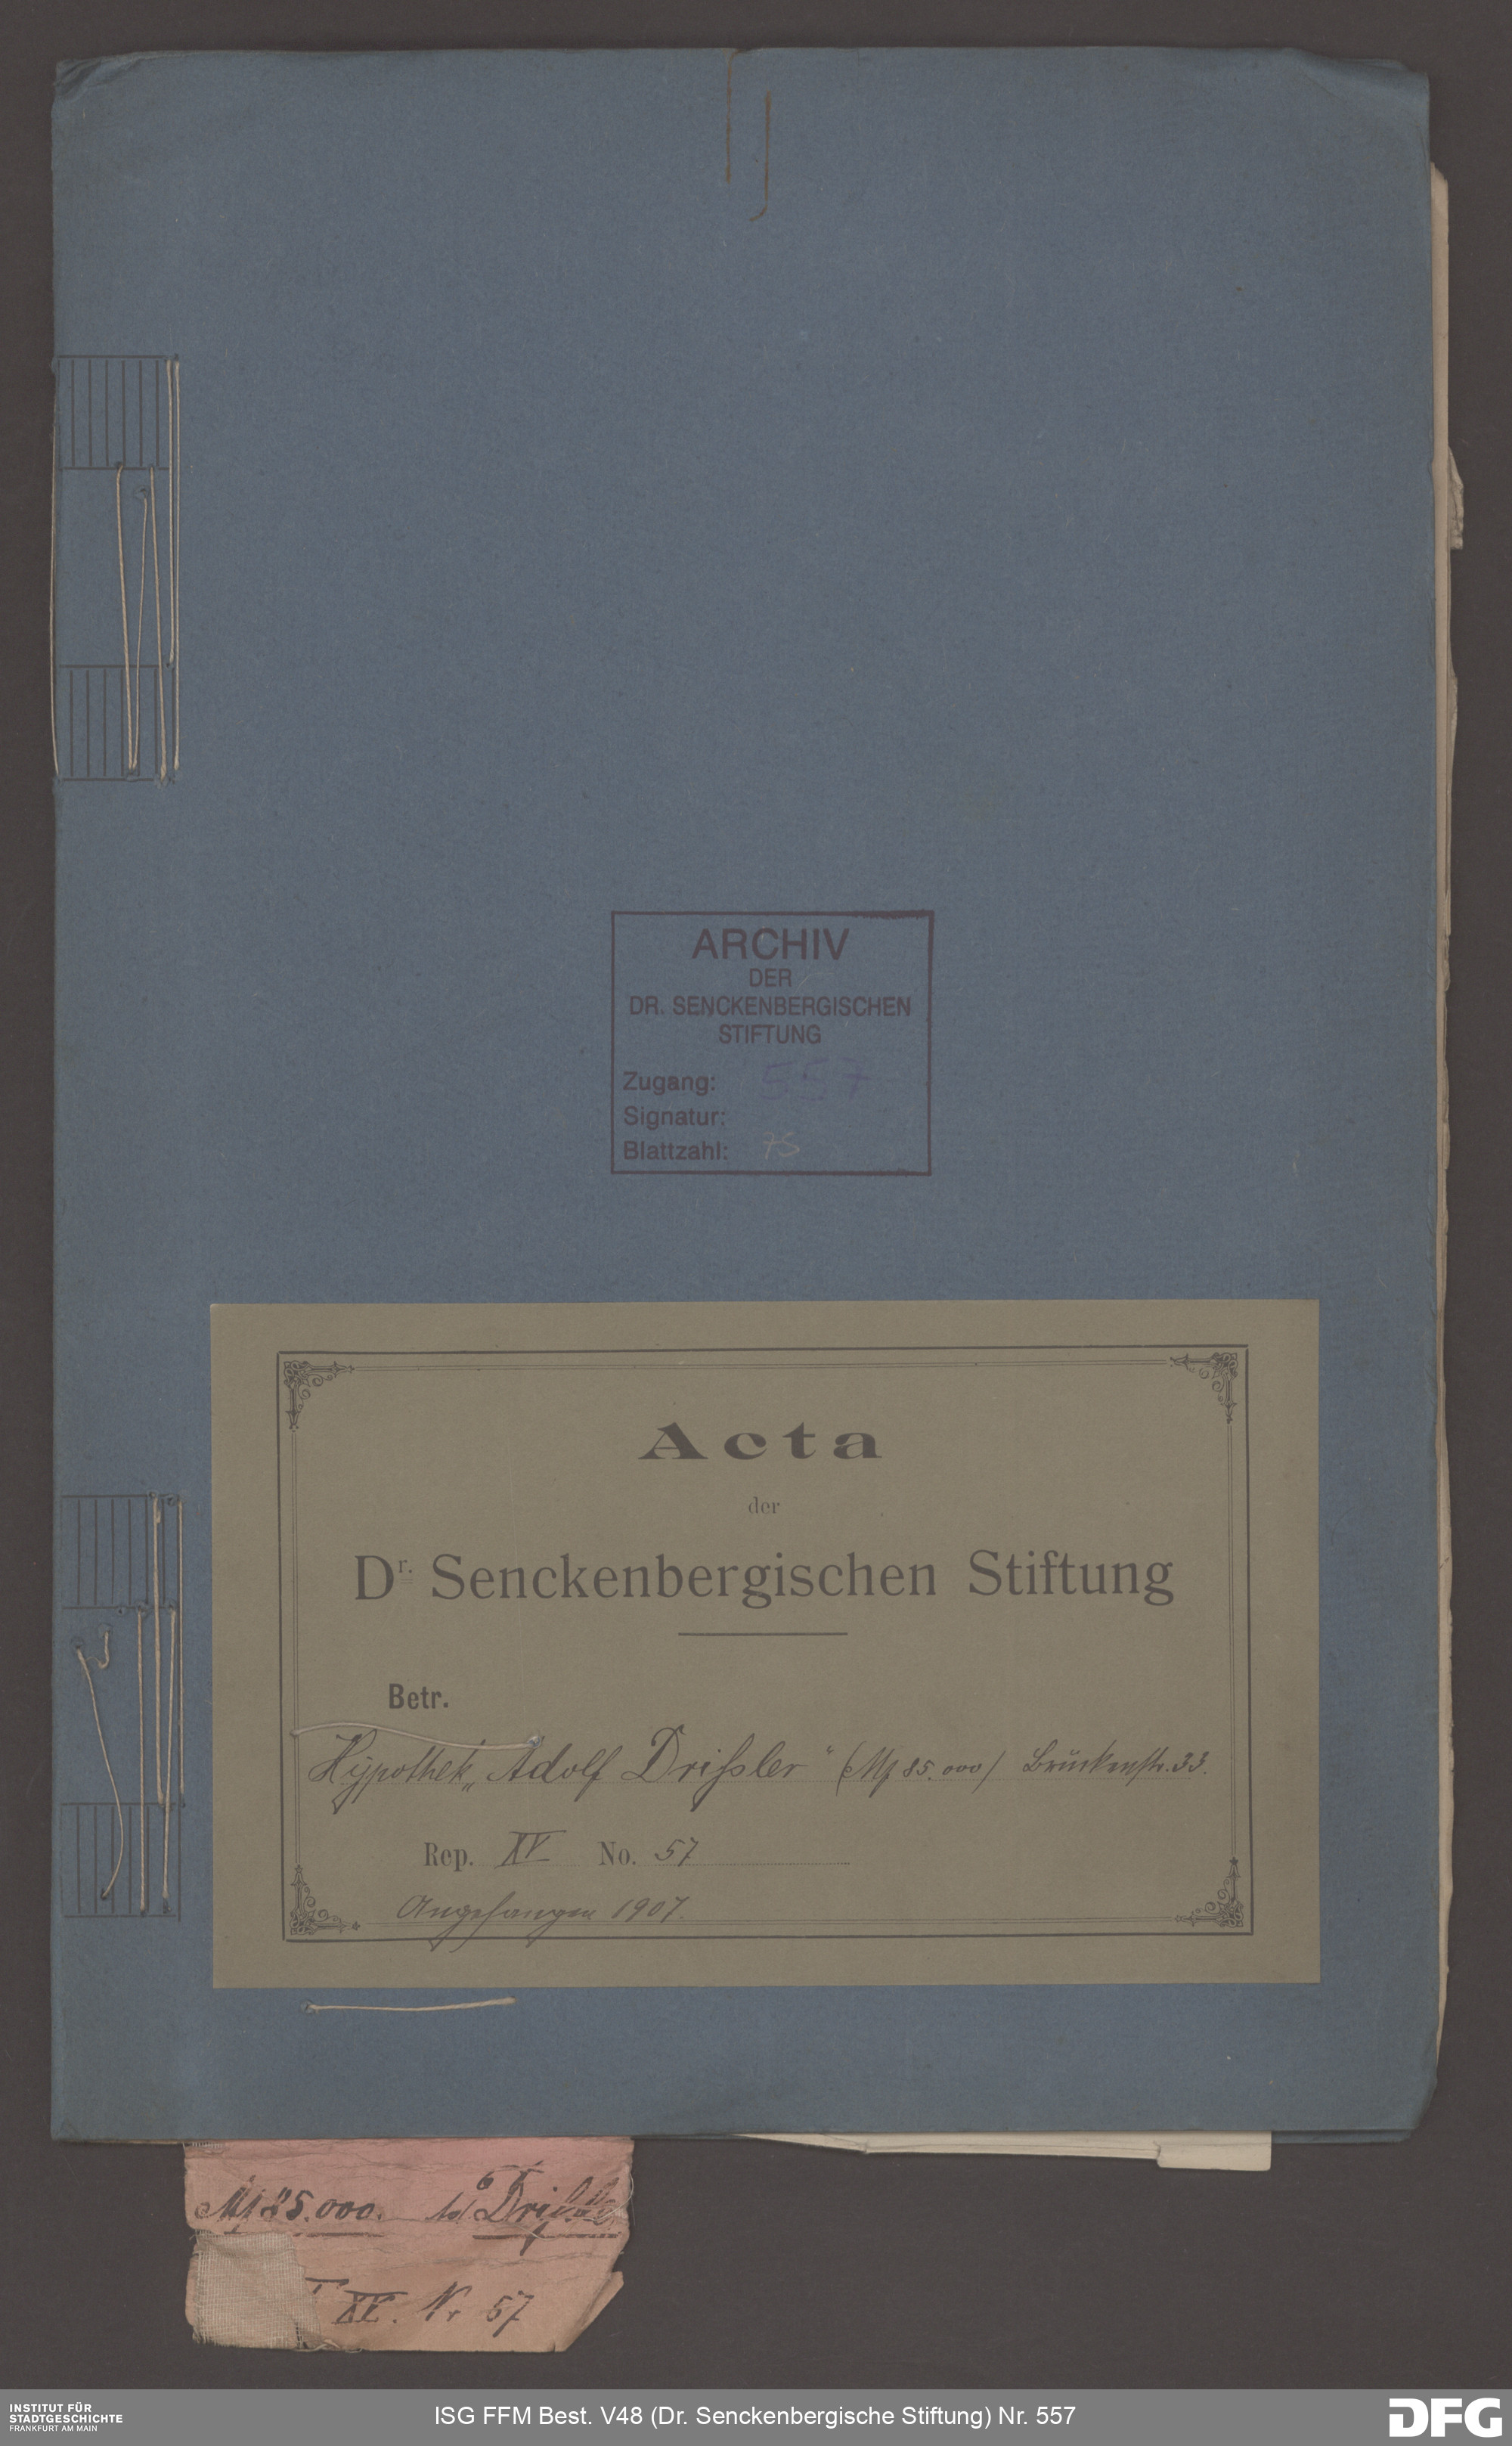 ARCHIV
DER
DR. SENCKENBERGISCHEN
STIFTUNG
Zugang: 557
Signatur:
Blattzahl: 75
Acta
der
Dr. Senckenbergischen Stiftung
Betr.
Hypothek „Adolf Drißler“ (M 85.000) Brückenstr. 33.
Rep. XV No. 57
Angefangen 1907.
M 85.000.
XV. Nr 57
INSTITUT FÜR
STADTGESCHICHTE
FRANKFURT AM MAIN
ISG FFM Best. V48 (Dr. Senckenbergische Stiftung) Nr. 557
DFG